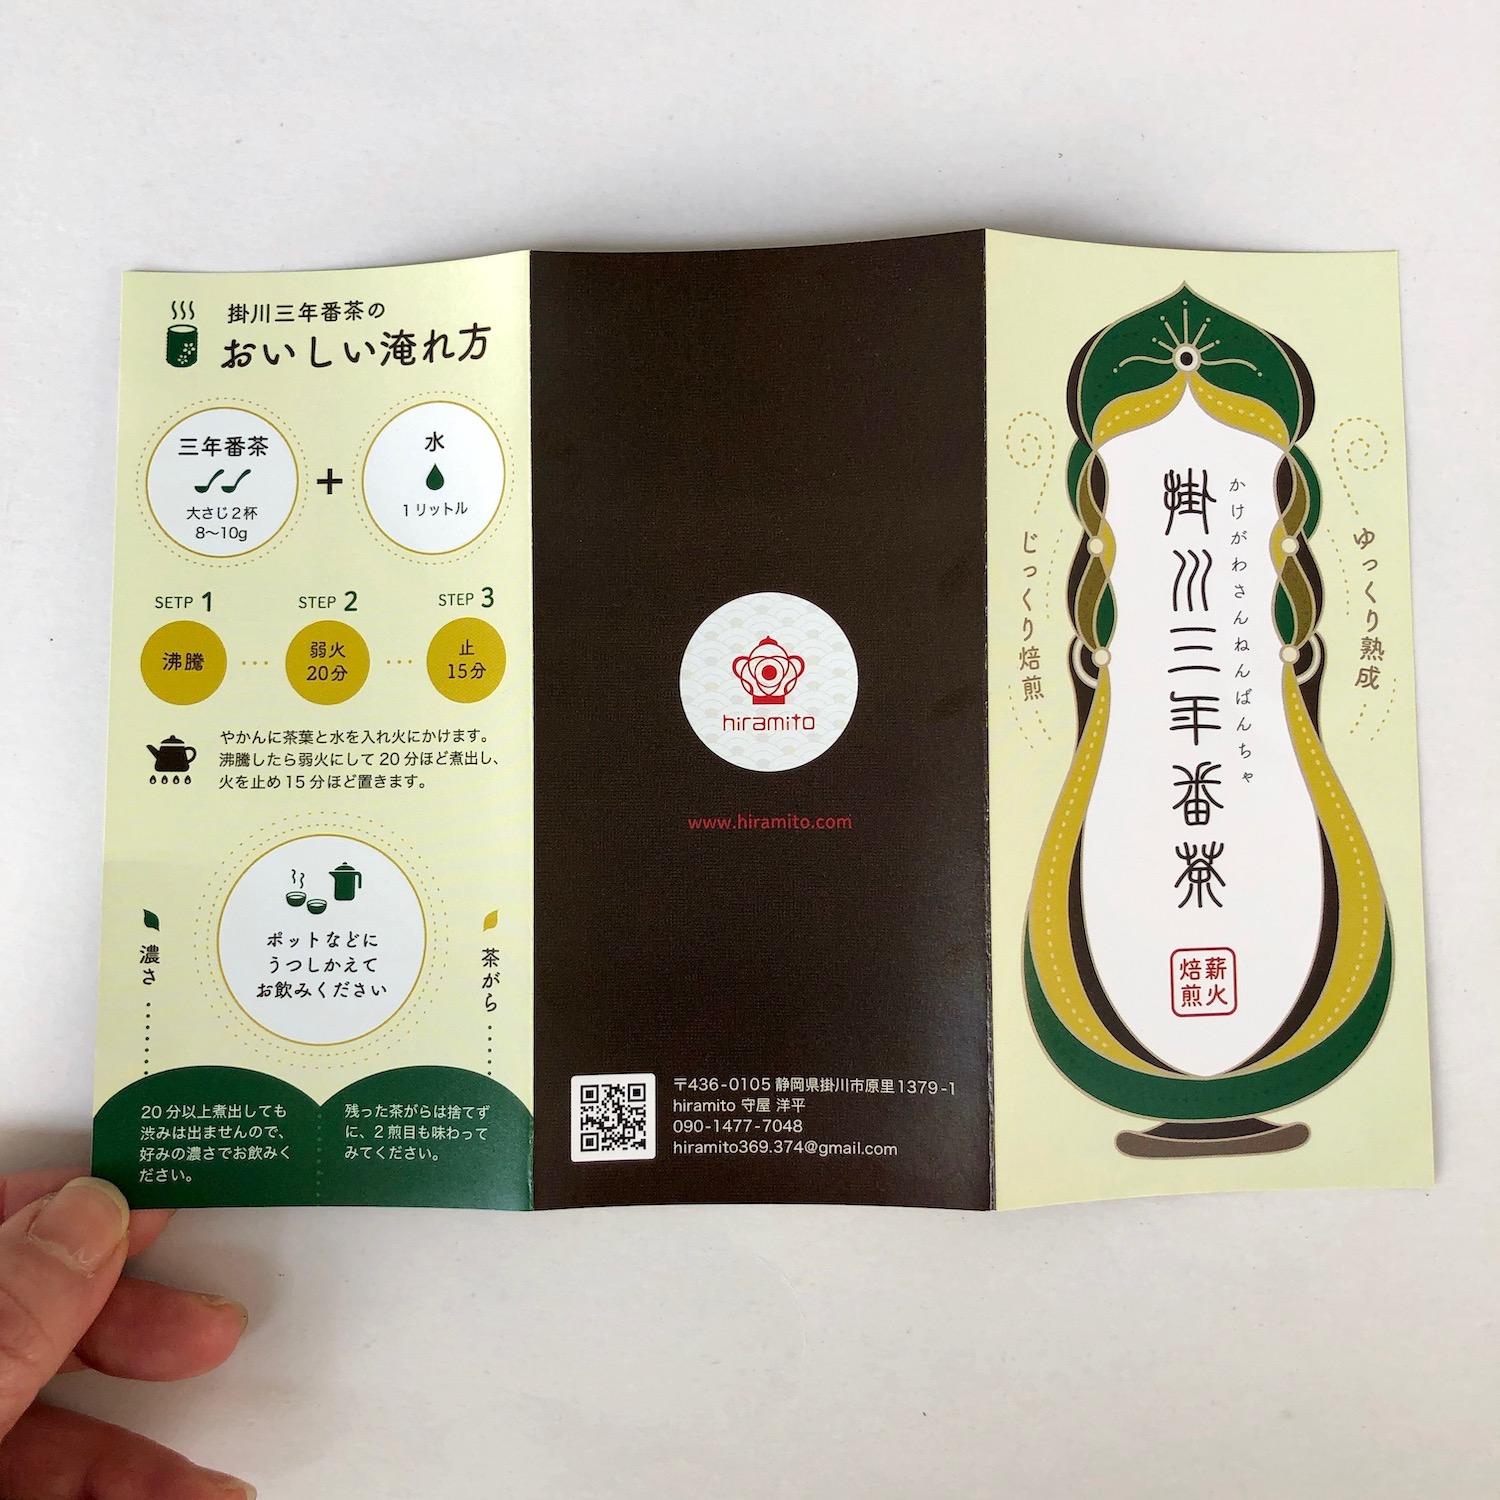 掛川三年番茶の
おいしい淹れ方
三年番茶
大さじ2杯
8〜10g
+
水
1リットル
SETP 1
沸騰
STEP 2
弱火
20分
STEP 3
止
15分
やかんに茶葉と水を入れ火にかけます。
沸騰したら弱火にして20分ほど煮出し、
火を止め15分ほど置きます。
ポットなどに
うつしかえて
お飲みください
濃さ
20分以上煮出しても
渋みは出ませんので、
好みの濃さでお飲みく
ださい。
茶がら
残った茶がらは捨てず
に、2煎目も味わって
みてください。
hiramito
www.hiramito.com
〒436-0105 静岡県掛川市原里1379-1
hiramito 守屋 洋平
090-1477-7048
hiramito369.374@gmail.com
ゆっくり熟成
かけがわさんねんばんちゃ
掛川三年番茶
じっくり焙煎
薪火
焙煎